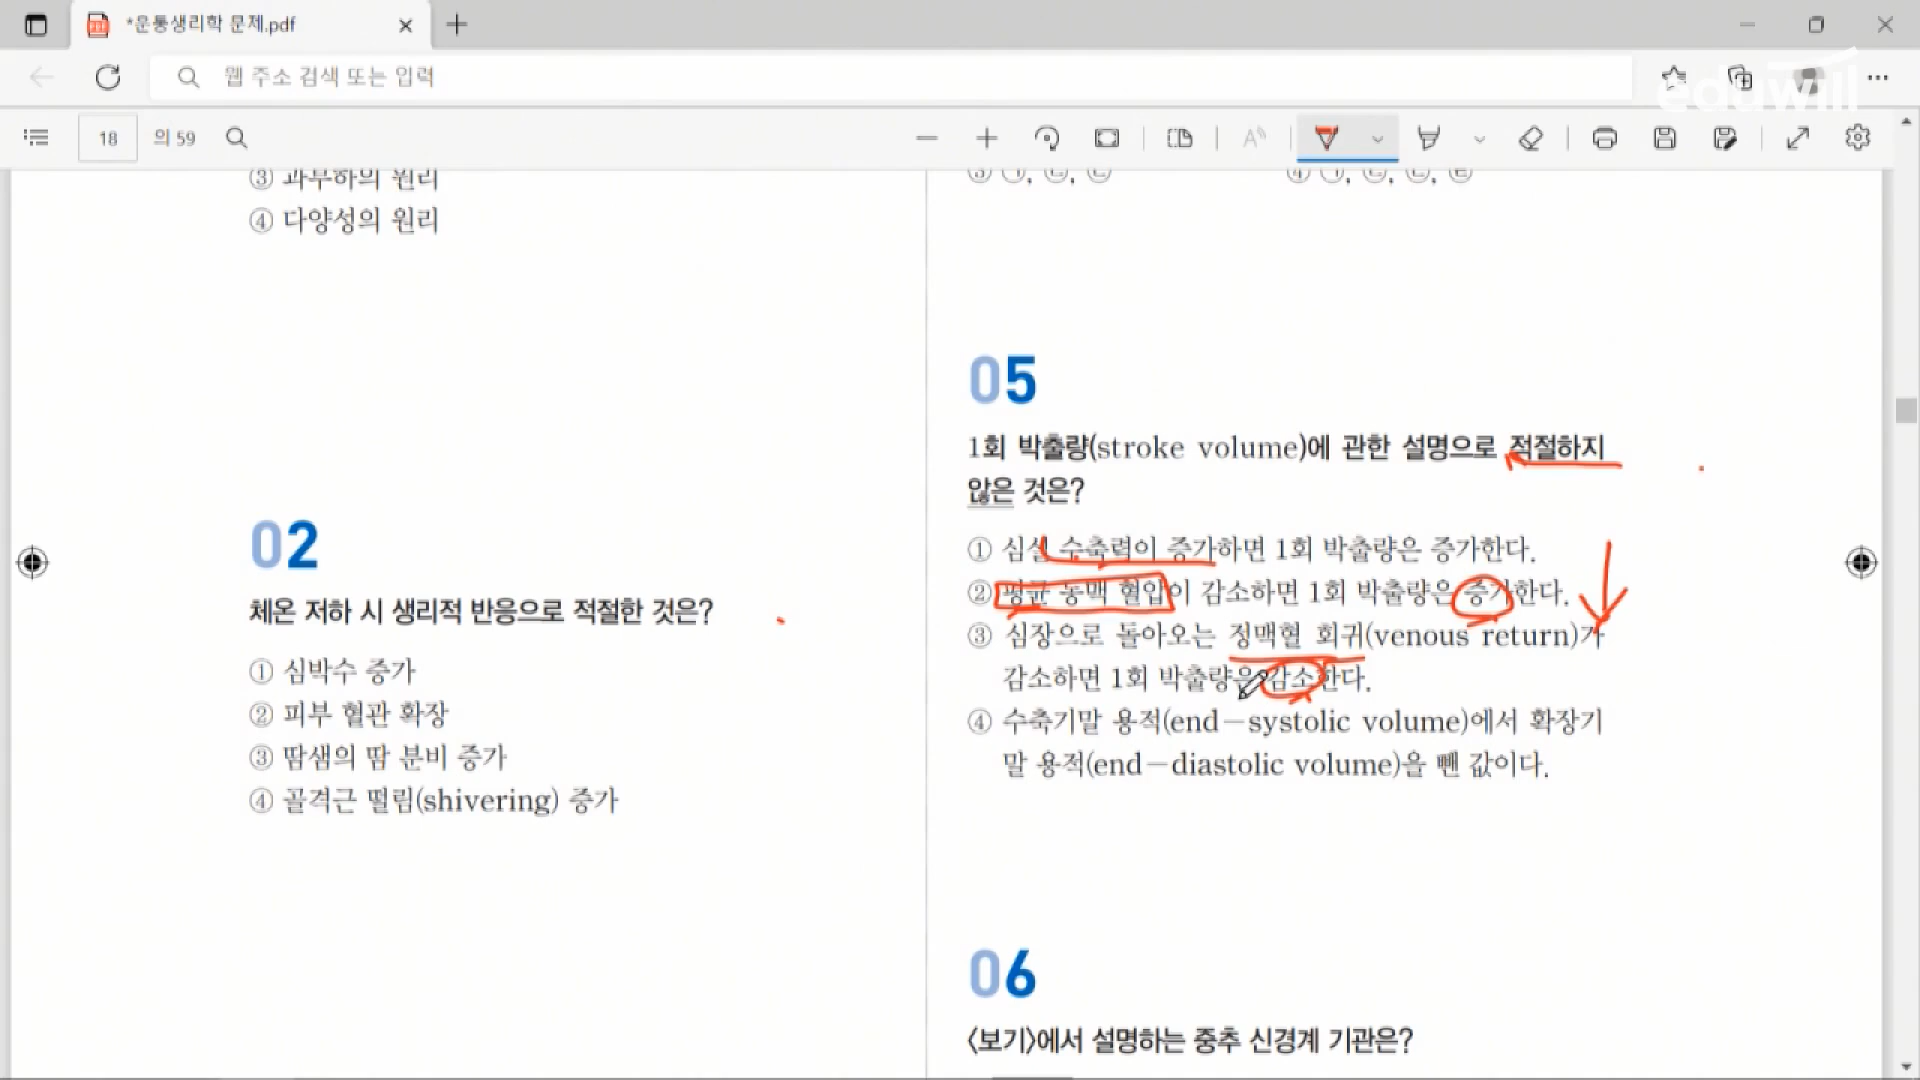 *운동생리학 문제.pdf
웹 주소 검색 또는 입력
eduwill
18 의 59
③ 과부하의 원리
④ 다양성의 원리
02
체온 저하 시 생리적 반응으로 적절한 것은?
① 심박수 증가
② 피부 혈관 확장
③ 땀샘의 땀 분비 증가
④ 골격근 떨림(shivering) 증가
05
1회 박출량(stroke volume)에 관한 설명으로 적절하지
않은 것은?
① 심실 수축력이 증가하면 1회 박출량은 증가한다.
② 평균 동맥 혈압이 감소하면 1회 박출량은 증가한다.
③ 심장으로 돌아오는 정맥혈 회귀(venous return)가
감소하면 1회 박출량은 감소한다.
④ 수축기말 용적(end-systolic volume)에서 확장기
말 용적(end-diastolic volume)을 뺀 값이다.
06
〈보기〉에서 설명하는 중추 신경계 기관은?